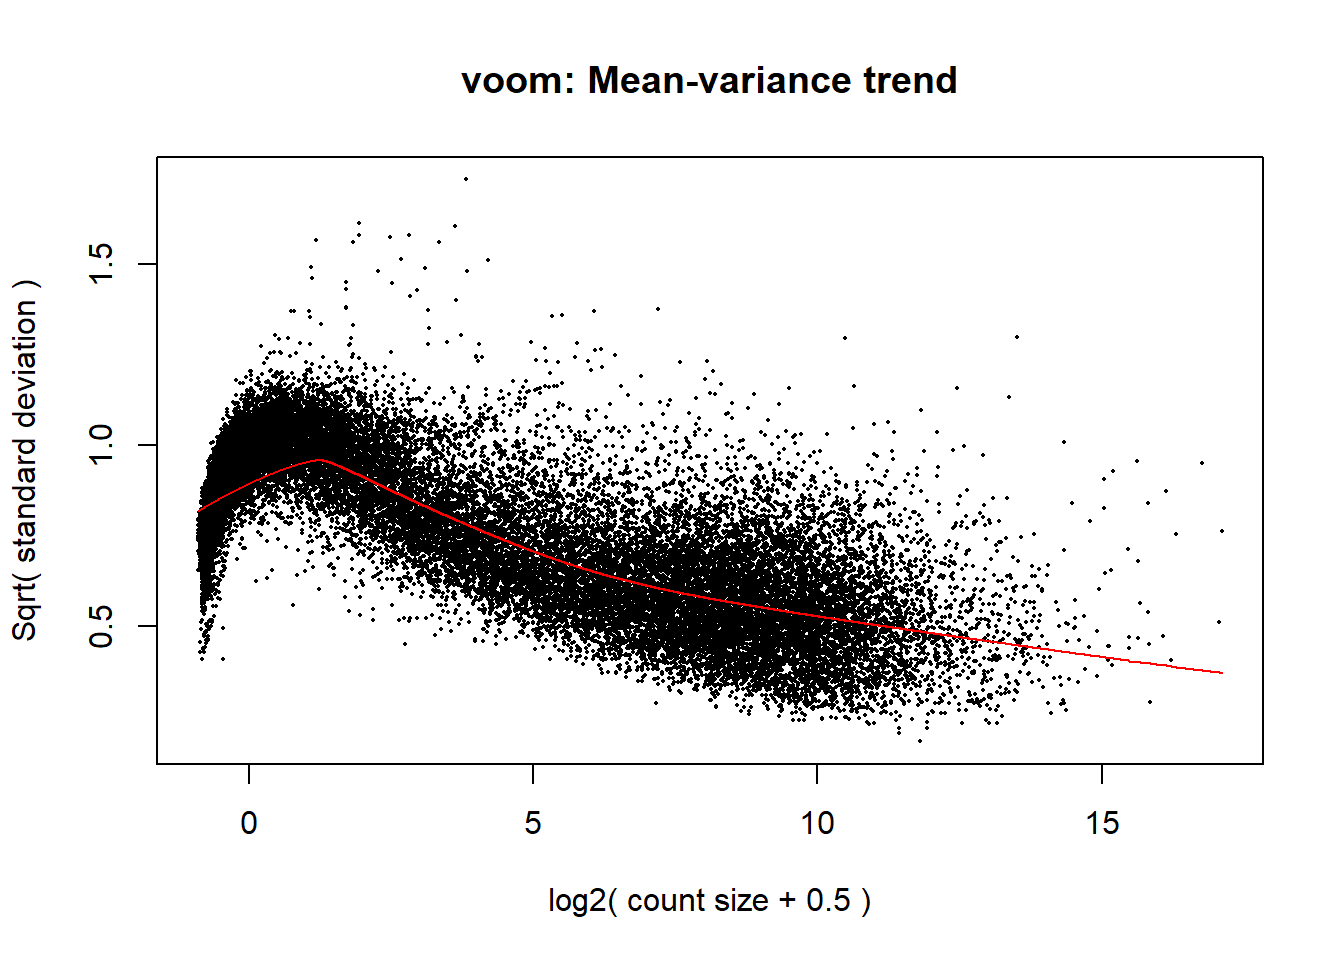 voom: Mean-variance trend
Sqrt( standard deviation )
1.5
1.0
0.5
0 5 10 15
log2( count size + 0.5 )